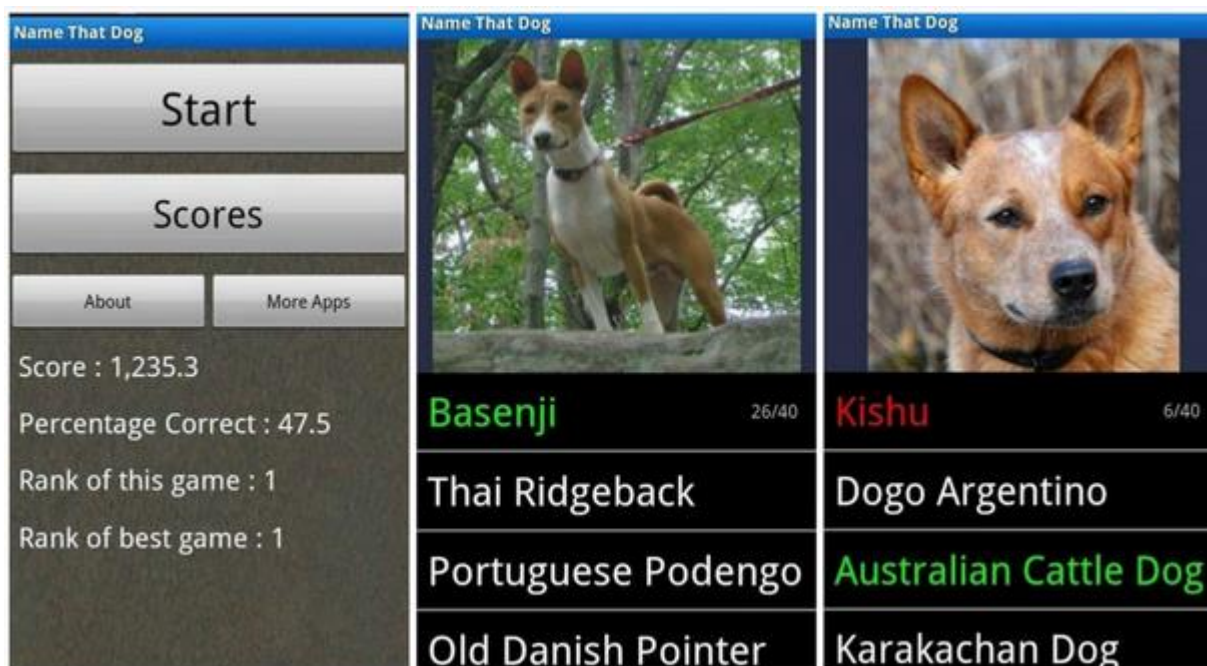 Name That Dog
Start
Scores
About
More Apps
Score : 1,235.3
Percentage Correct : 47.5
Rank of this game : 1
Rank of best game : 1
Name That Dog
Basenji
26/40
Thai Ridgeback
Portuguese Podengo
Old Danish Pointer
Name That Dog
Kishu
6/40
Dogo Argentino
Australian Cattle Dog
Karakachan Dog